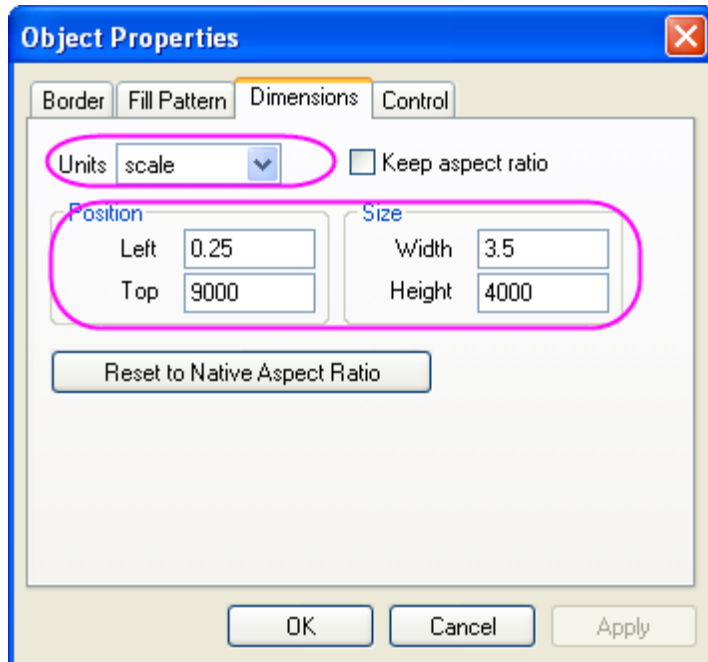 Object Properties
Border Fill Pattern Dimensions Control
Units scale Keep aspect ratio
Position Size
Left 0.25 Width 3.5
Top 9000 Height 4000
Reset to Native Aspect Ratio
OK Cancel Apply